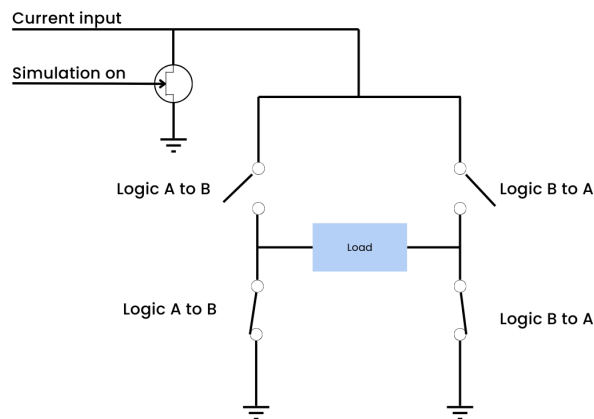 Current input
Simulation on
Logic A to B
Logic B to A
Load
Logic A to B
Logic B to A